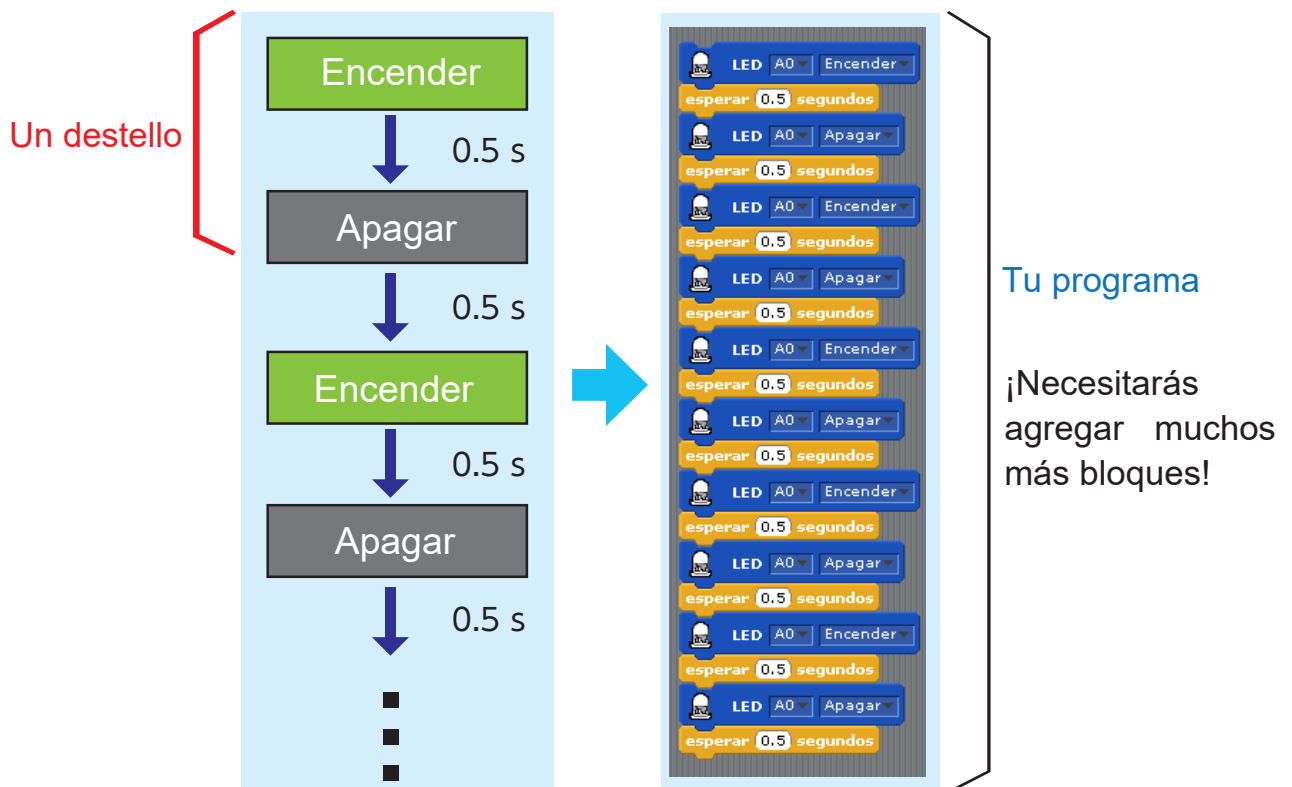 Un destello
Encender
0.5 s
Apagar
0.5 s
Encender
0.5 s
Apagar
0.5 s
LED A0 Encender
esperar 0.5 segundos
LED A0 Apagar
esperar 0.5 segundos
LED A0 Encender
esperar 0.5 segundos
LED A0 Apagar
esperar 0.5 segundos
LED A0 Encender
esperar 0.5 segundos
LED A0 Apagar
esperar 0.5 segundos
LED A0 Encender
esperar 0.5 segundos
LED A0 Apagar
esperar 0.5 segundos
LED A0 Encender
esperar 0.5 segundos
LED A0 Apagar
esperar 0.5 segundos
Tu programa
¡Necesitarás
agregar muchos
más bloques!